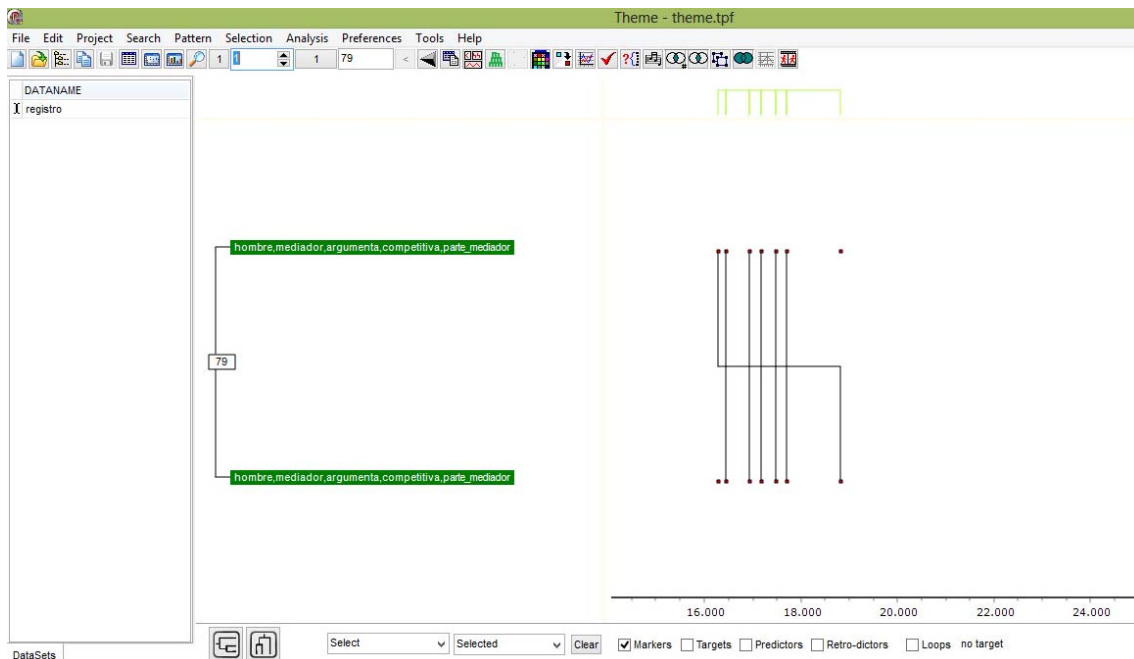 Theme - theme.tpf
File Edit Project Search Pattern Selection Analysis Preferences Tools Help
1 1 1 79 <
DATANAME
registro
hombre,mediador,argumenta,competitiva,parte_mediador
79
hombre,mediador,argumenta,competitiva,parte_mediador
16.000 18.000 20.000 22.000 24.000
DataSets Select Selected Clear Markers Targets Predictors Retro-dictors Loops no target